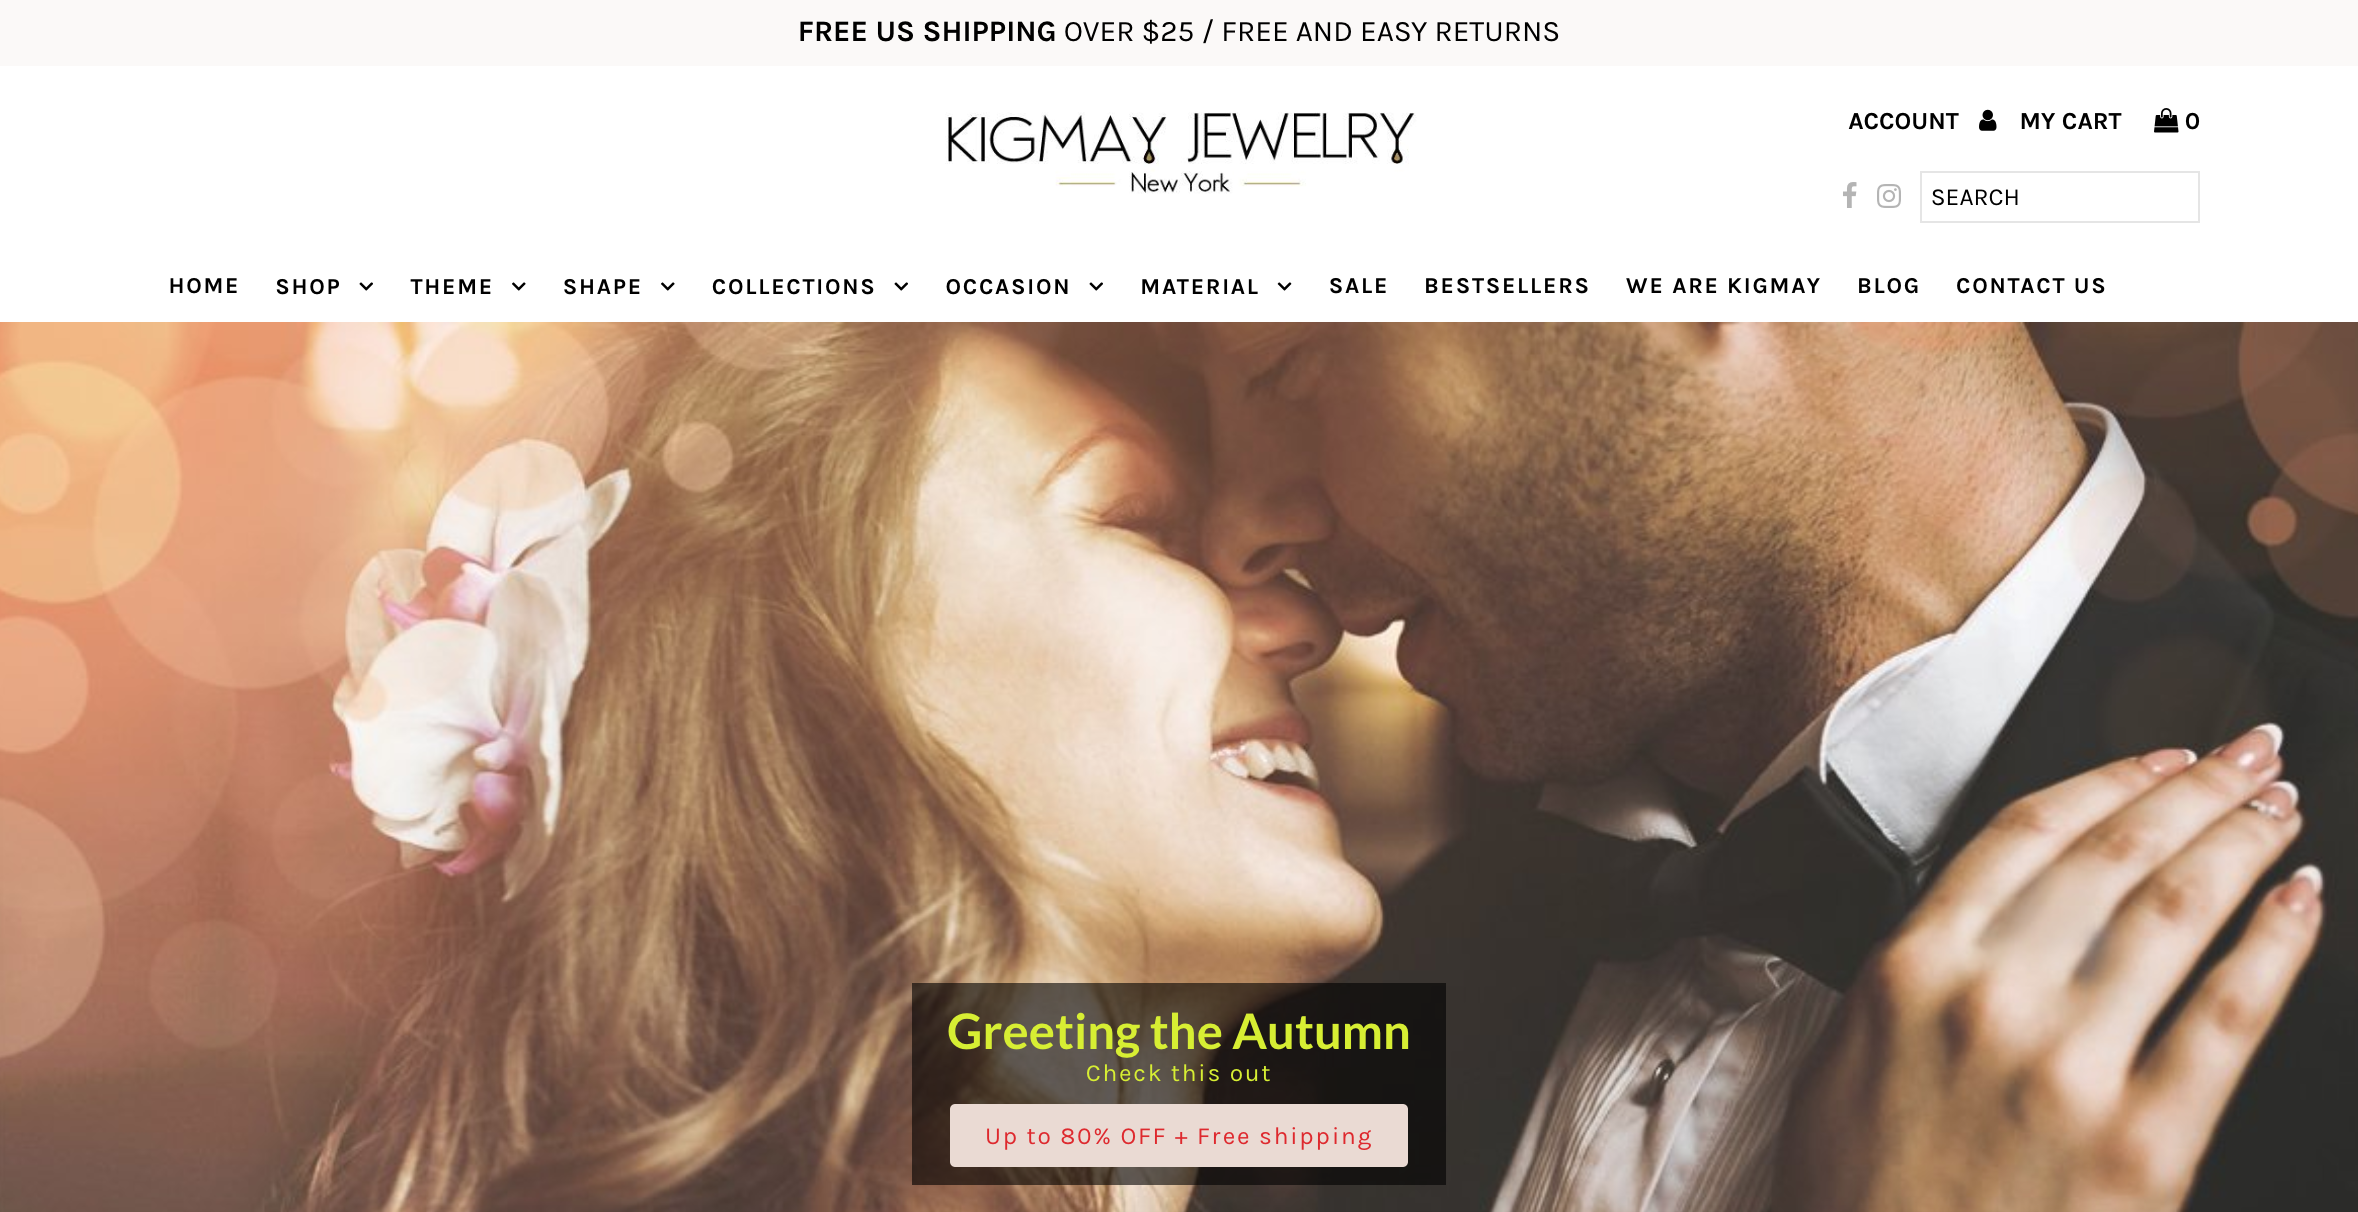 FREE US SHIPPING OVER $25 / FREE AND EASY RETURNS
KIGMAY JEWELRY
New York
ACCOUNT MY CART 0
SEARCH
HOME SHOP THEME SHAPE COLLECTIONS OCCASION MATERIAL SALE BESTSELLERS WE ARE KIGMAY BLOG CONTACT US
Greeting the Autumn
Check this out
Up to 80% OFF + Free shipping